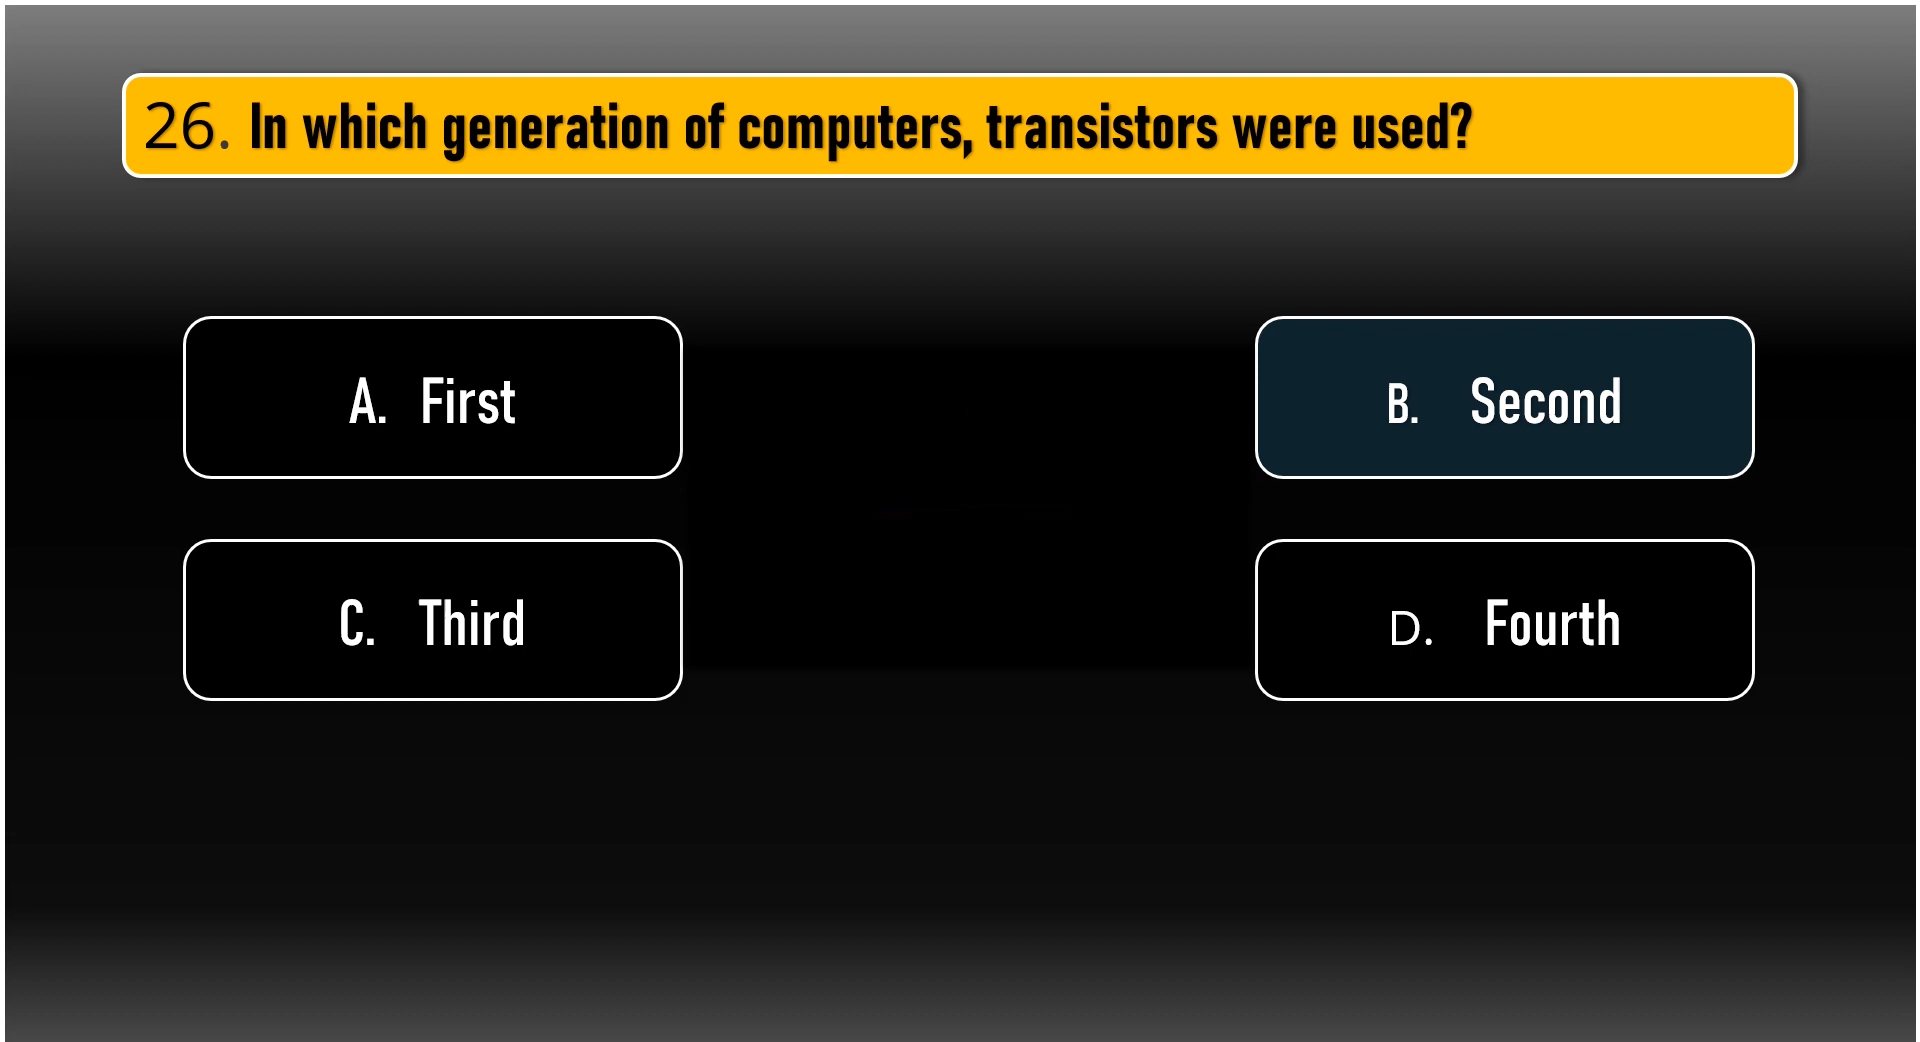 26. In which generation of computers, transistors were used?
A. First
B. Second
C. Third
D. Fourth